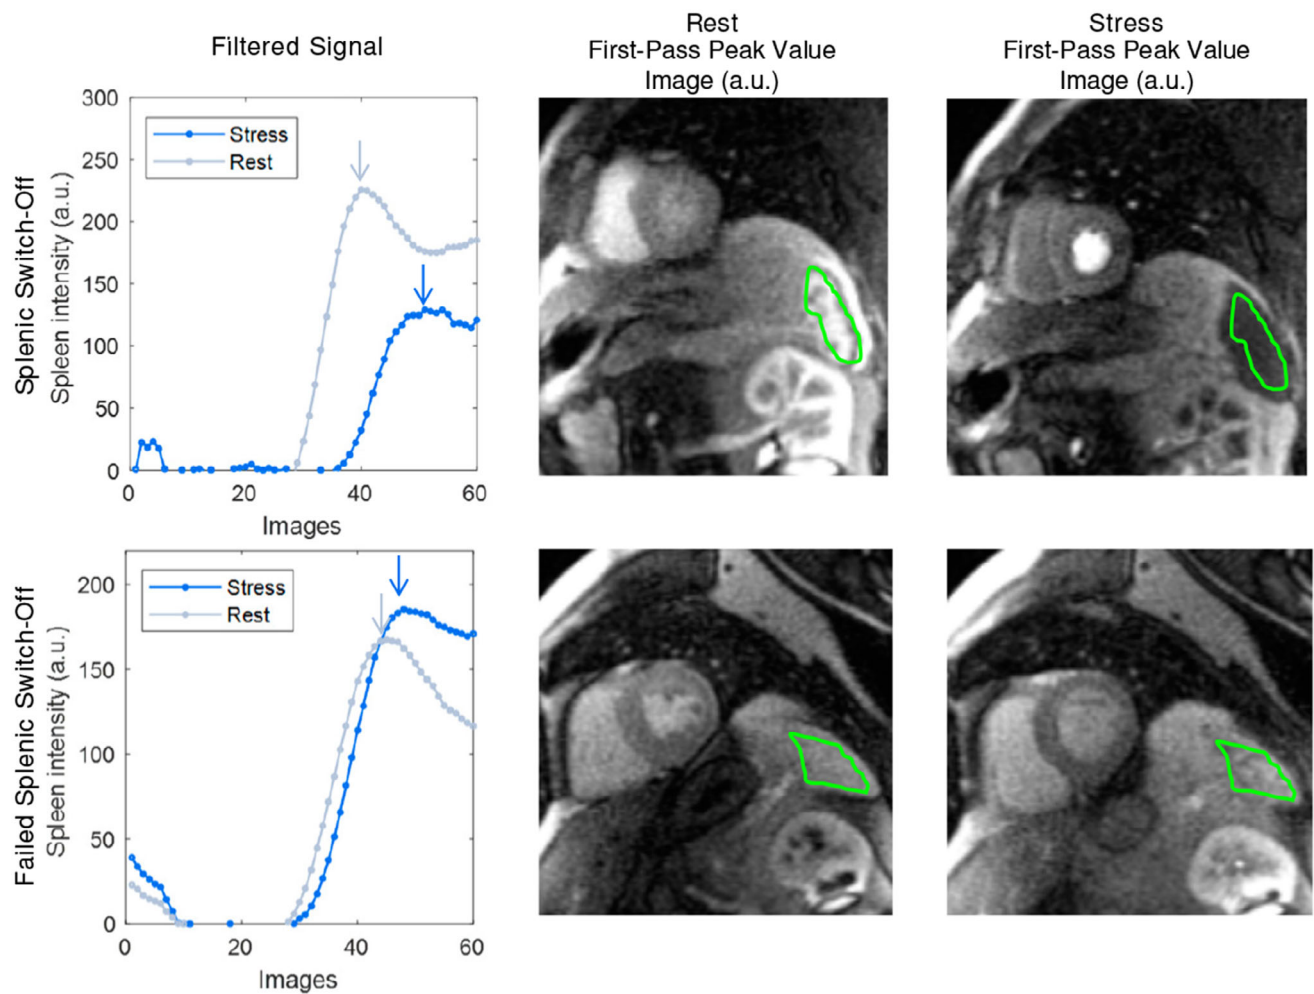 Filtered Signal
Rest
First-Pass Peak Value
Image (a.u.)
Stress
First-Pass Peak Value
Image (a.u.)
Splenic Switch-Off
Spleen intensity (a.u.)
300
250
200
150
100
50
0
Stress
Rest
0
20
40
60
Images
Failed Splenic Switch-Off
Spleen intensity (a.u.)
200
150
100
50
0
Stress
Rest
0
20
40
60
Images